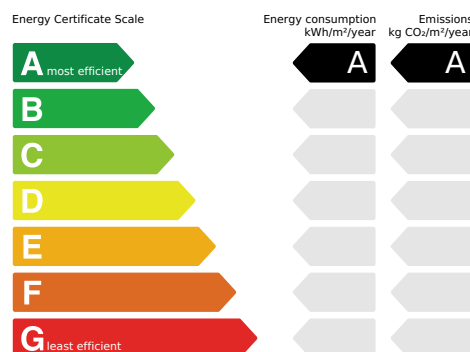 Energy Certificate Scale
Energy consumption
kWh/m²/year
Emissions
kg CO₂/m²/year
A most efficient
A
A
B
C
D
E
F
G least efficient